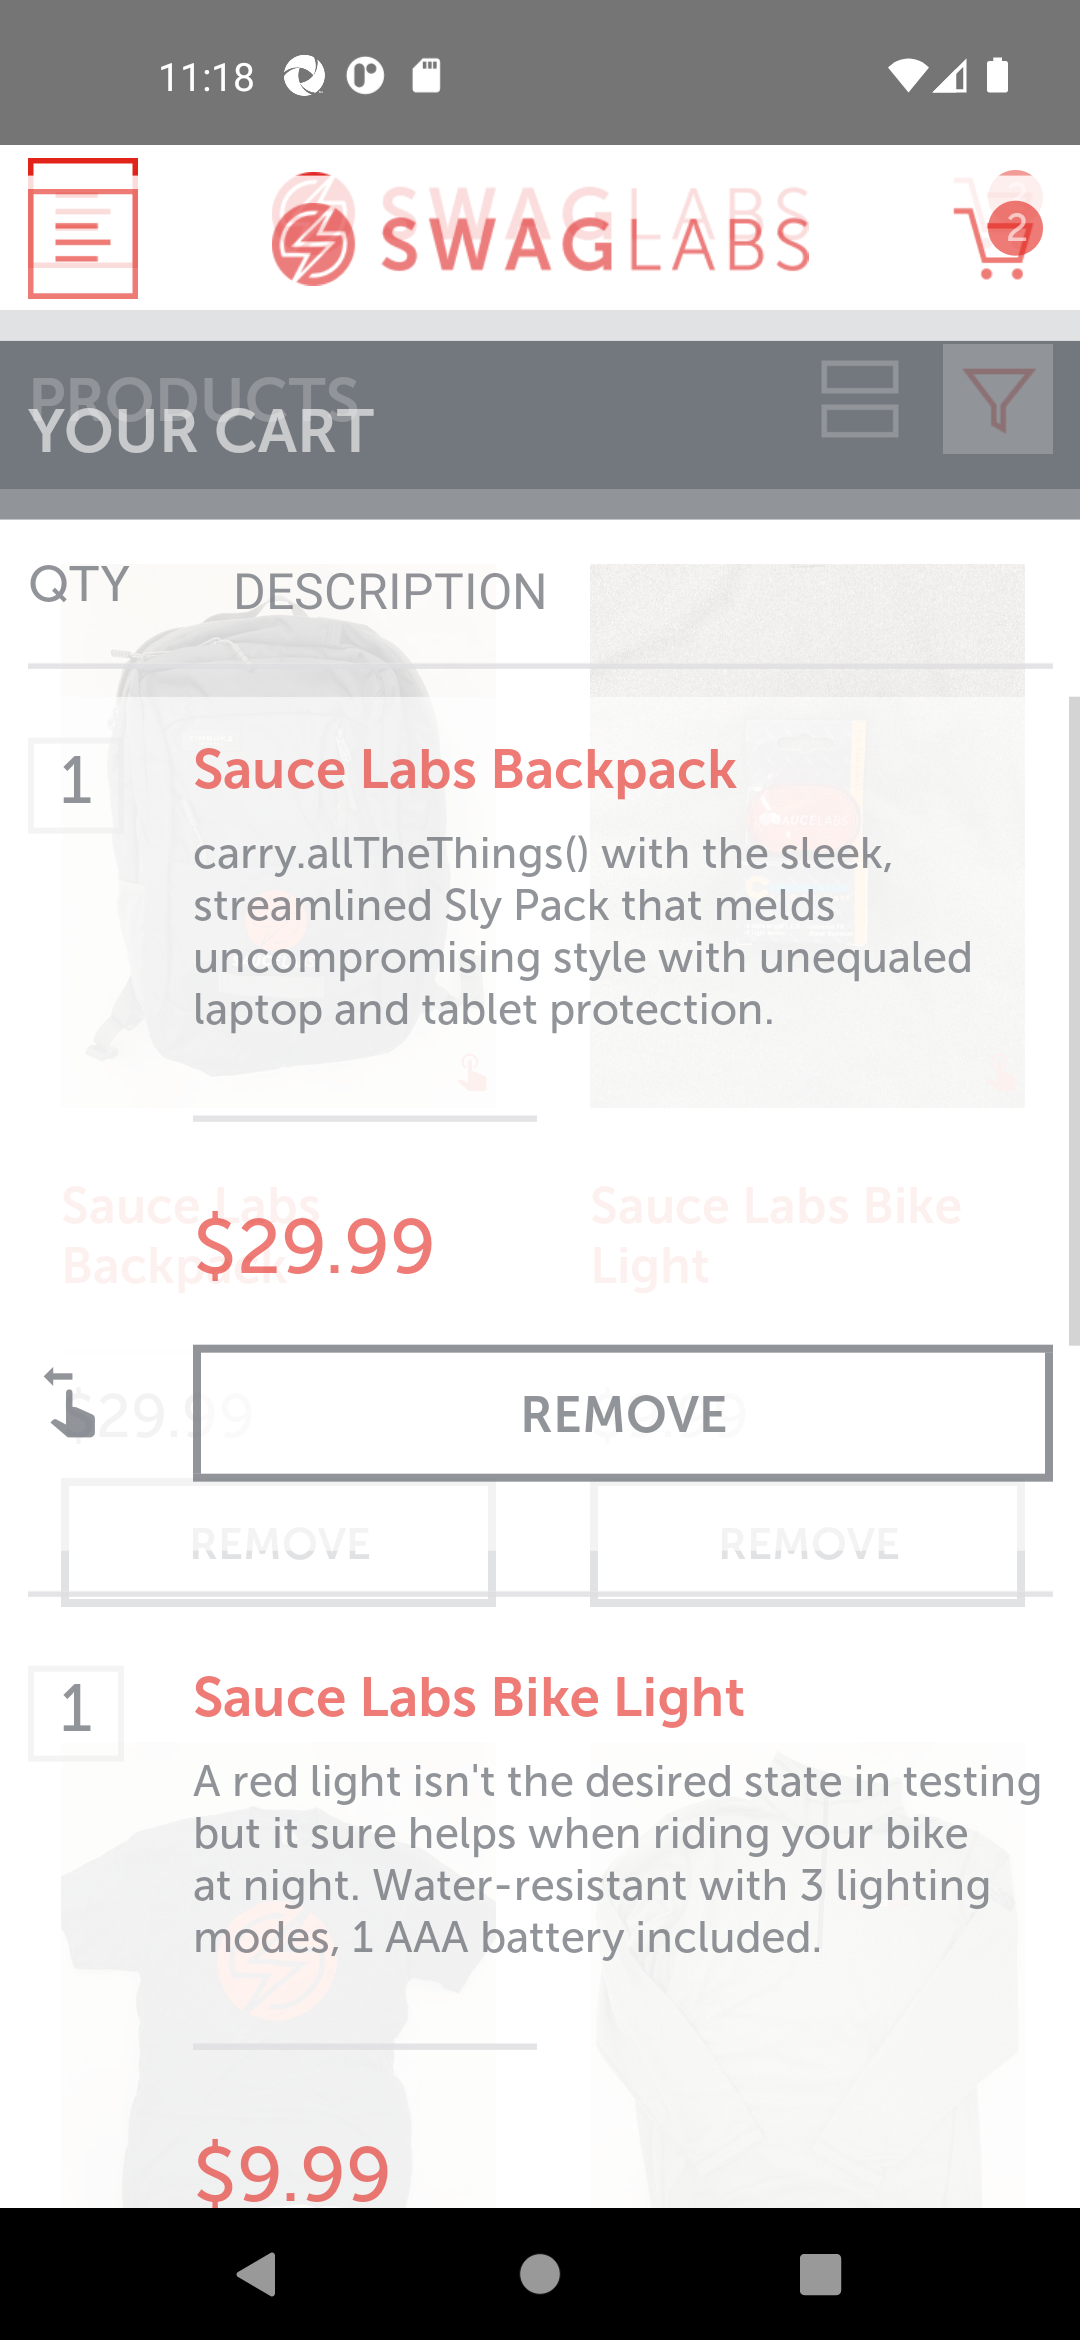 11:18
SWAGLABS
SWAGLABS
2
PRODUCTS
YOUR CART
QTY DESCRIPTION
1
Sauce Labs Backpack
carry.allTheThings() with the sleek,
streamlined Sly Pack that melds
uncompromising style with unequaled
laptop and tablet protection.
SAUCELABS
Sauce Labs
Backpack
Sauce Labs Bike
Light
$29.99
$29.99
REMOVE
REMOVE
REMOVE
1
Sauce Labs Bike Light
A red light isn't the desired state in testing
but it sure helps when riding your bike
at night. Water-resistant with 3 lighting
modes, 1 AAA battery included.
$9.99